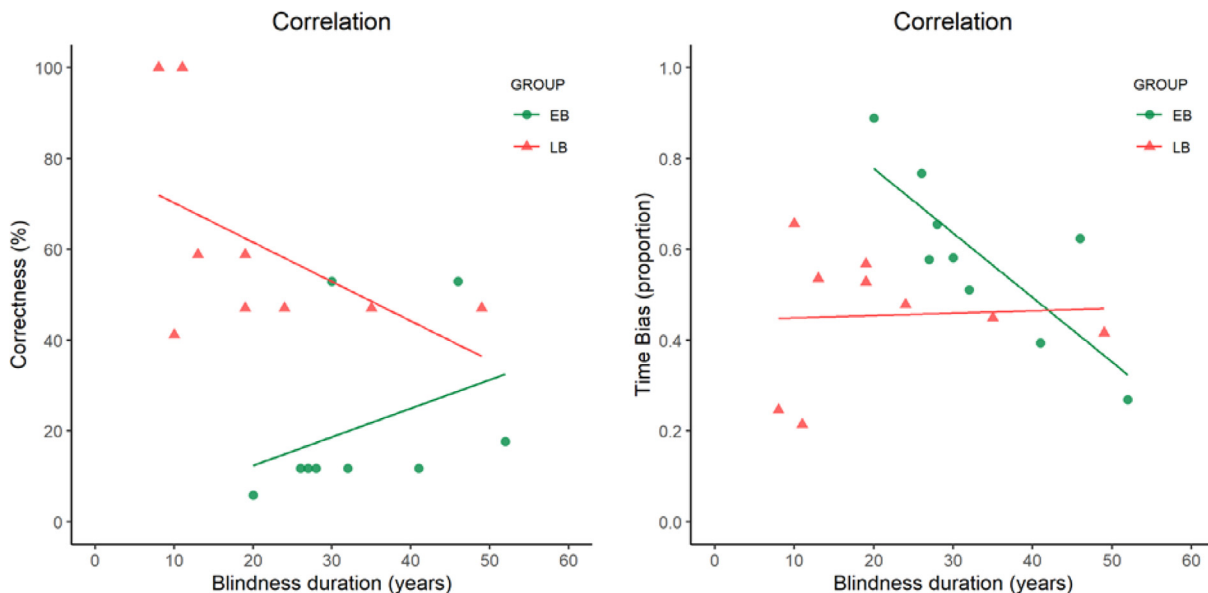 Correlation
Correctness (%)
100
80
60
40
20
0
0 10 20 30 40 50 60
Blindness duration (years)
GROUP
EB
LB
Correlation
Time Bias (proportion)
1.0
0.8
0.6
0.4
0.2
0.0
0 10 20 30 40 50 60
Blindness duration (years)
GROUP
EB
LB